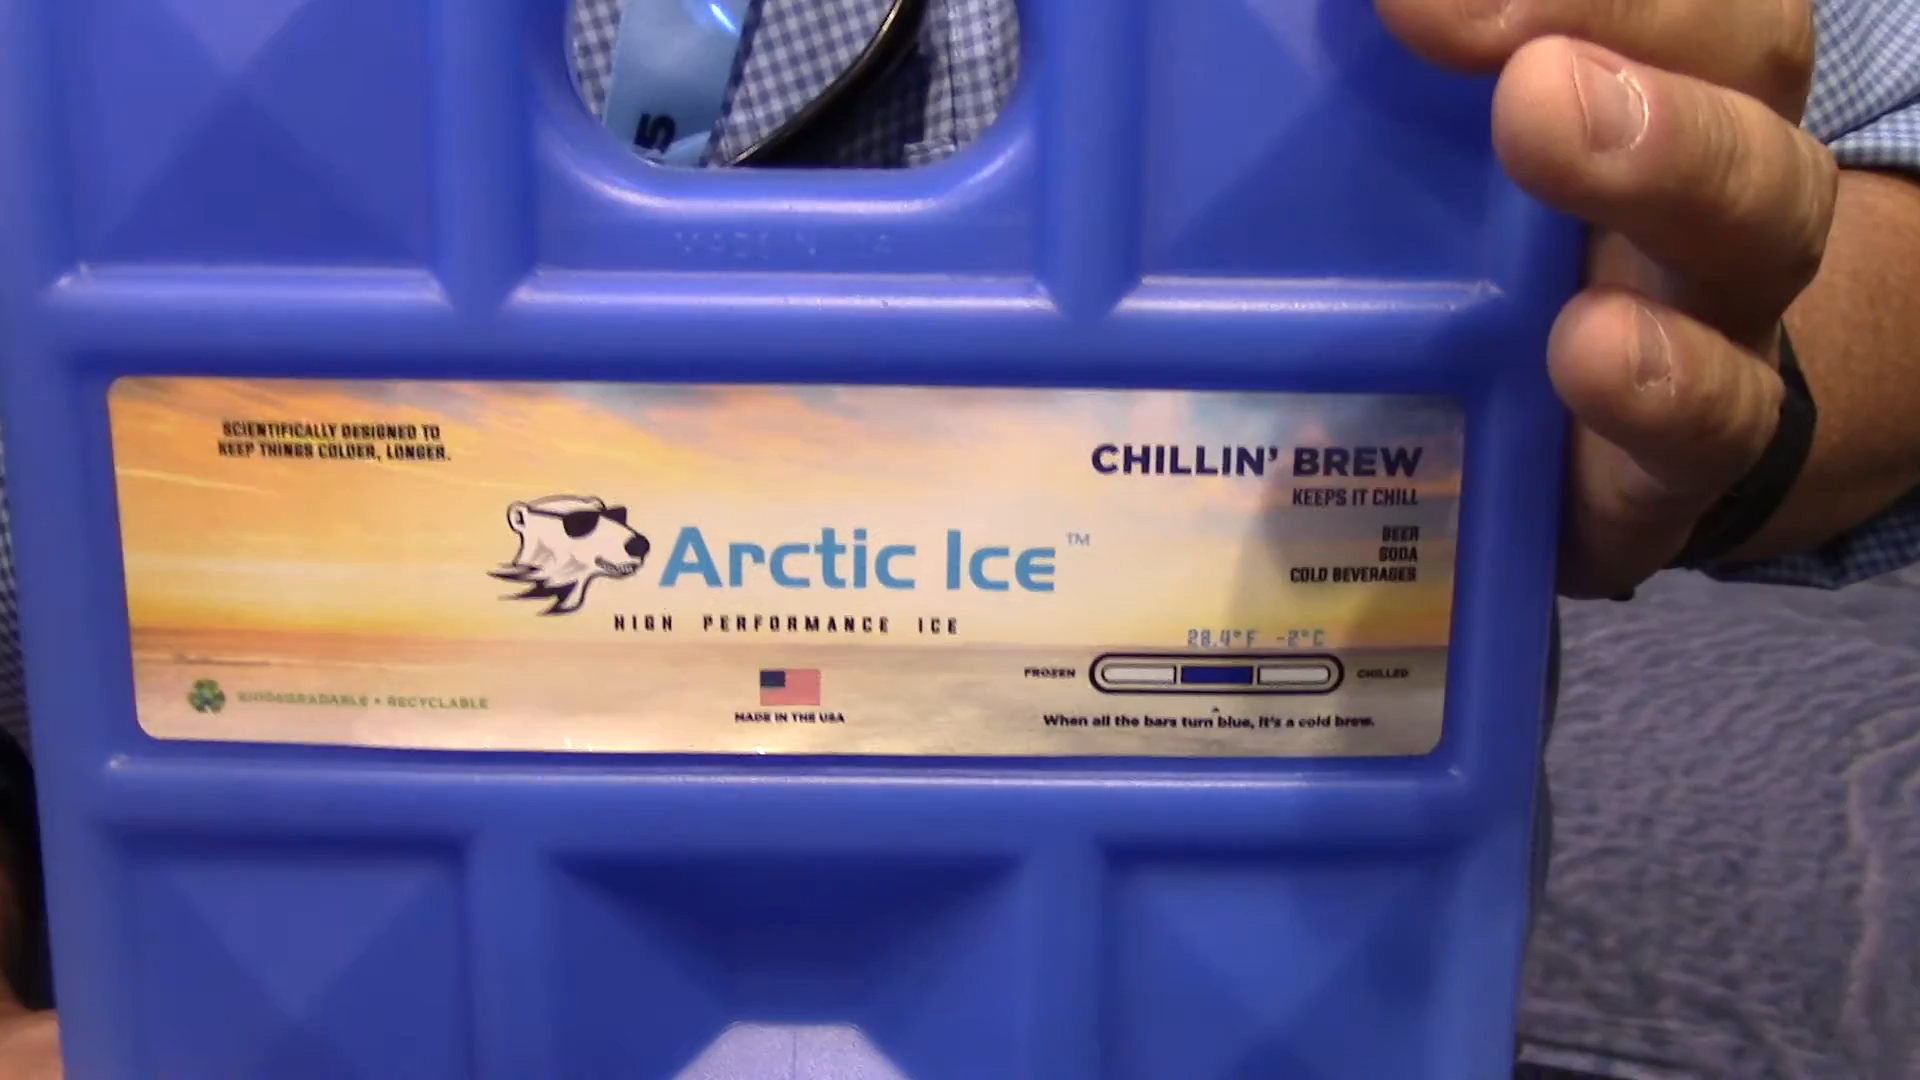 5
SCIENTIFICALLY DESIGNED TO
KEEP THINGS COLDER, LONGER.
CHILLIN' BREW
KEEPS IT CHILL
BEER
SODA
COLD BEVERAGES
Arctic Ice™
HIGH PERFORMANCE ICE
28.4°F -2°C
FROZEN
CHILLED
BIODEGRADABLE • RECYCLABLE
MADE IN THE USA
When all the bars turn blue, it's a cold brew.